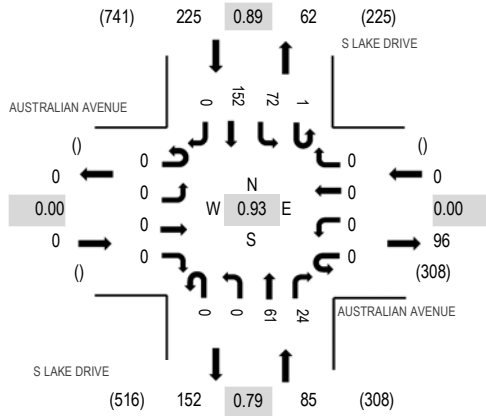 (741) 225 0.89 62 (225)
S LAKE DRIVE
AUSTRALIAN AVENUE
0 152 72 1
() ()
0 0 0 0
0 0
0.00 W N 0.93 E S 0.00
0 0
0 0 0 96
() (308)
0 0 61 24
AUSTRALIAN AVENUE
S LAKE DRIVE
(516) 152 0.79 85 (308)